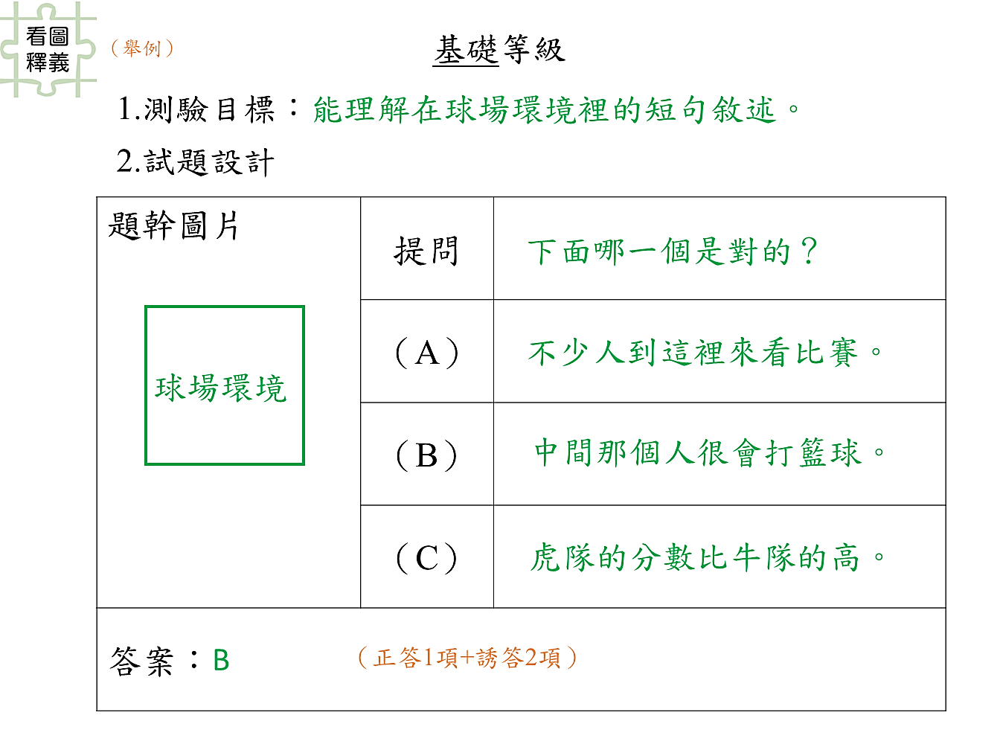 看圖
釋義
（舉例）
基礎等級
1.測驗目標：能理解在球場環境裡的短句敘述。
2.試題設計
題幹圖片
球場環境
提問
下面哪一個是對的？
（A）
不少人到這裡來看比賽。
（B）
中間那個人很會打籃球。
（C）
虎隊的分數比牛隊的高。
答案：B
（正答1項+誘答2項）